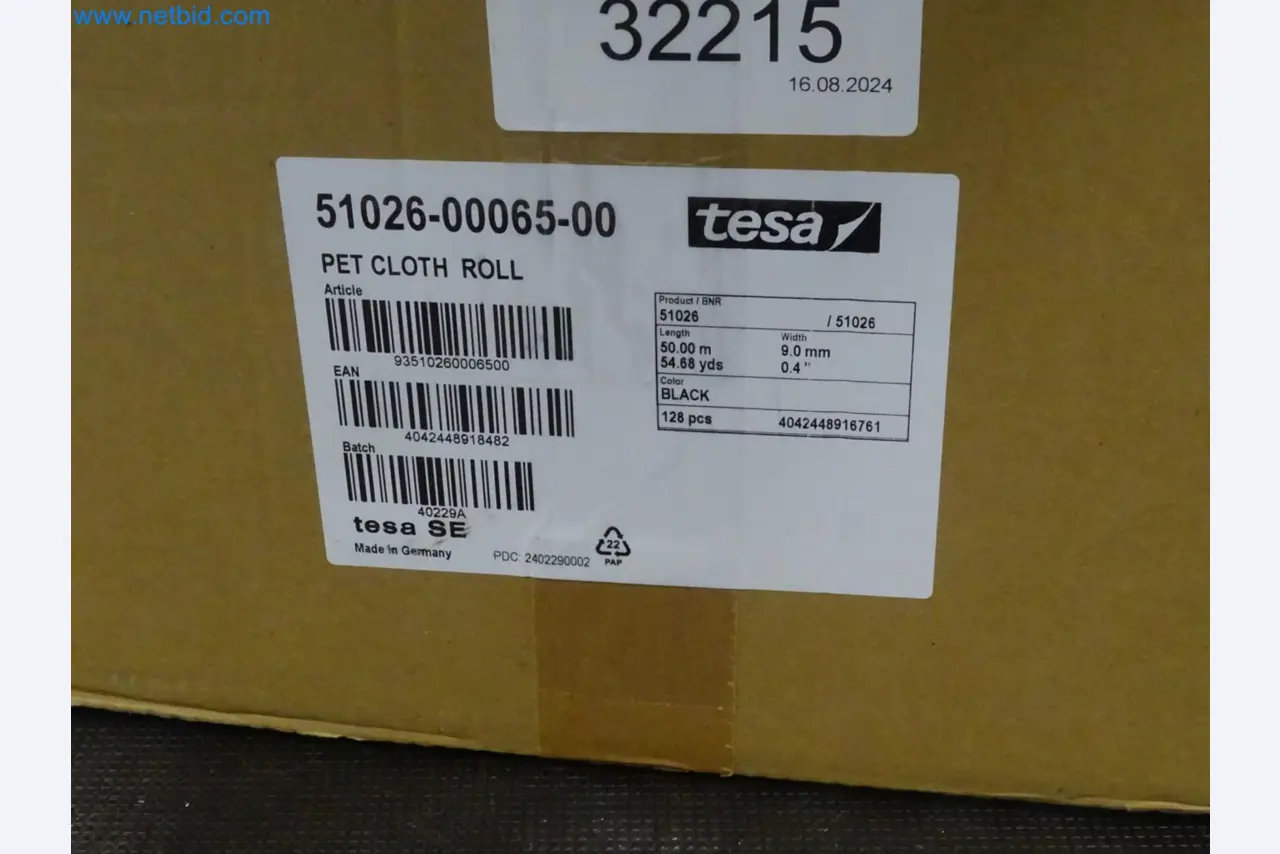 www.netbid.com
32215
16.08.2024
51026-00065-00
tesa
PET CLOTH ROLL
Article
93510260006500
EAN
4042448918482
Batch
40229A
tesa SE
Made in Germany
PDC: 2402290002
22
PAP
Product / BNR
51026 / 51026
Length Width
50.00 m 9.0 mm
54.68 yds 0.4 "
Color
BLACK
128 pcs 4042448916761